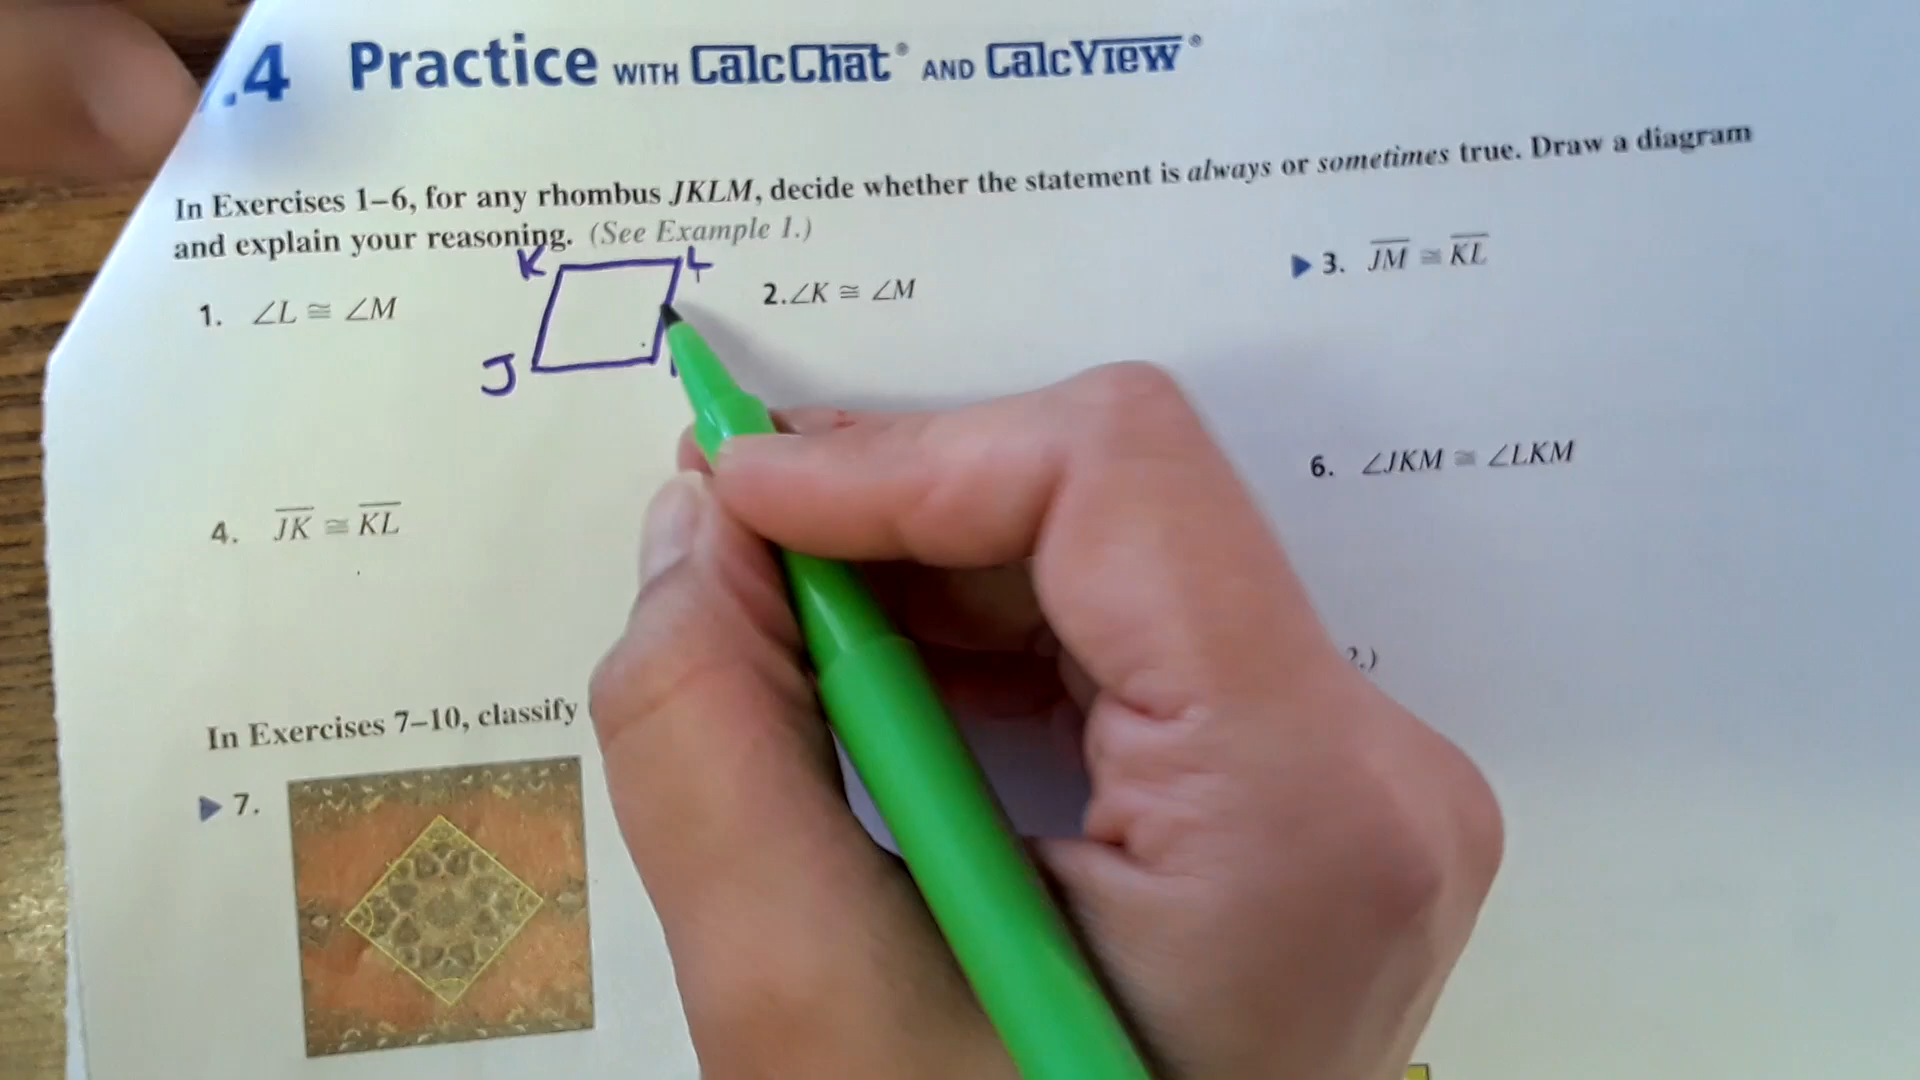 .4 Practice WITH CalcChat® AND CalcView®
In Exercises 1–6, for any rhombus JKLM, decide whether the statement is always or sometimes true. Draw a diagram
and explain your reasoning. (See Example 1.)
K L
1. ∠L ≅ ∠M
2. ∠K ≅ ∠M
3. JM ≅ KL
J
4. JK ≅ KL
6. ∠JKM ≅ ∠LKM
2.)
In Exercises 7–10, classify
7.